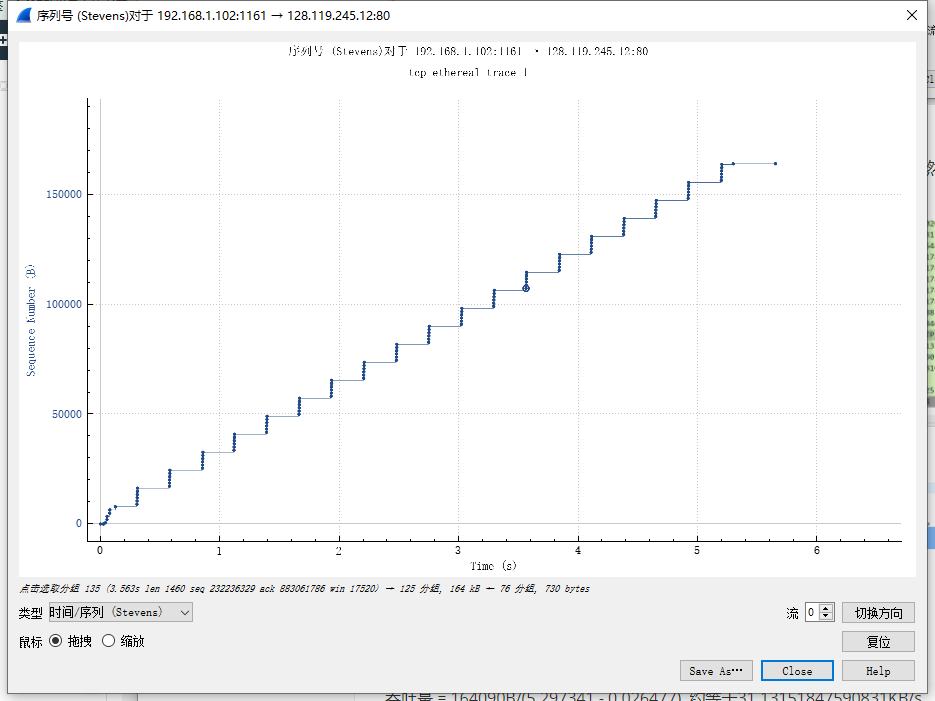 序列号 (Stevens)对于 192.168.1.102:1161 → 128.119.245.12:80
序列号 (Stevens)对于 192.168.1.102:1161 → 128.119.245.12:80
tcp ethereal trace 1
Sequence Number (B)
150000
100000
50000
0
0 1 2 3 4 5 6
Time (s)
点击选取分组 135 (3.563s len 1460 seq 232236329 ack 883061786 win 17520) → 125 分组, 164 kB ← 76 分组, 730 bytes
类型 时间/序列 (Stevens) 流 0 切换方向
鼠标 拖拽 缩放 复位
Save As… Close Help
吞吐量 = 164090B/(5.297341 - 0.026477), 约等于31.13151847590831KB/s